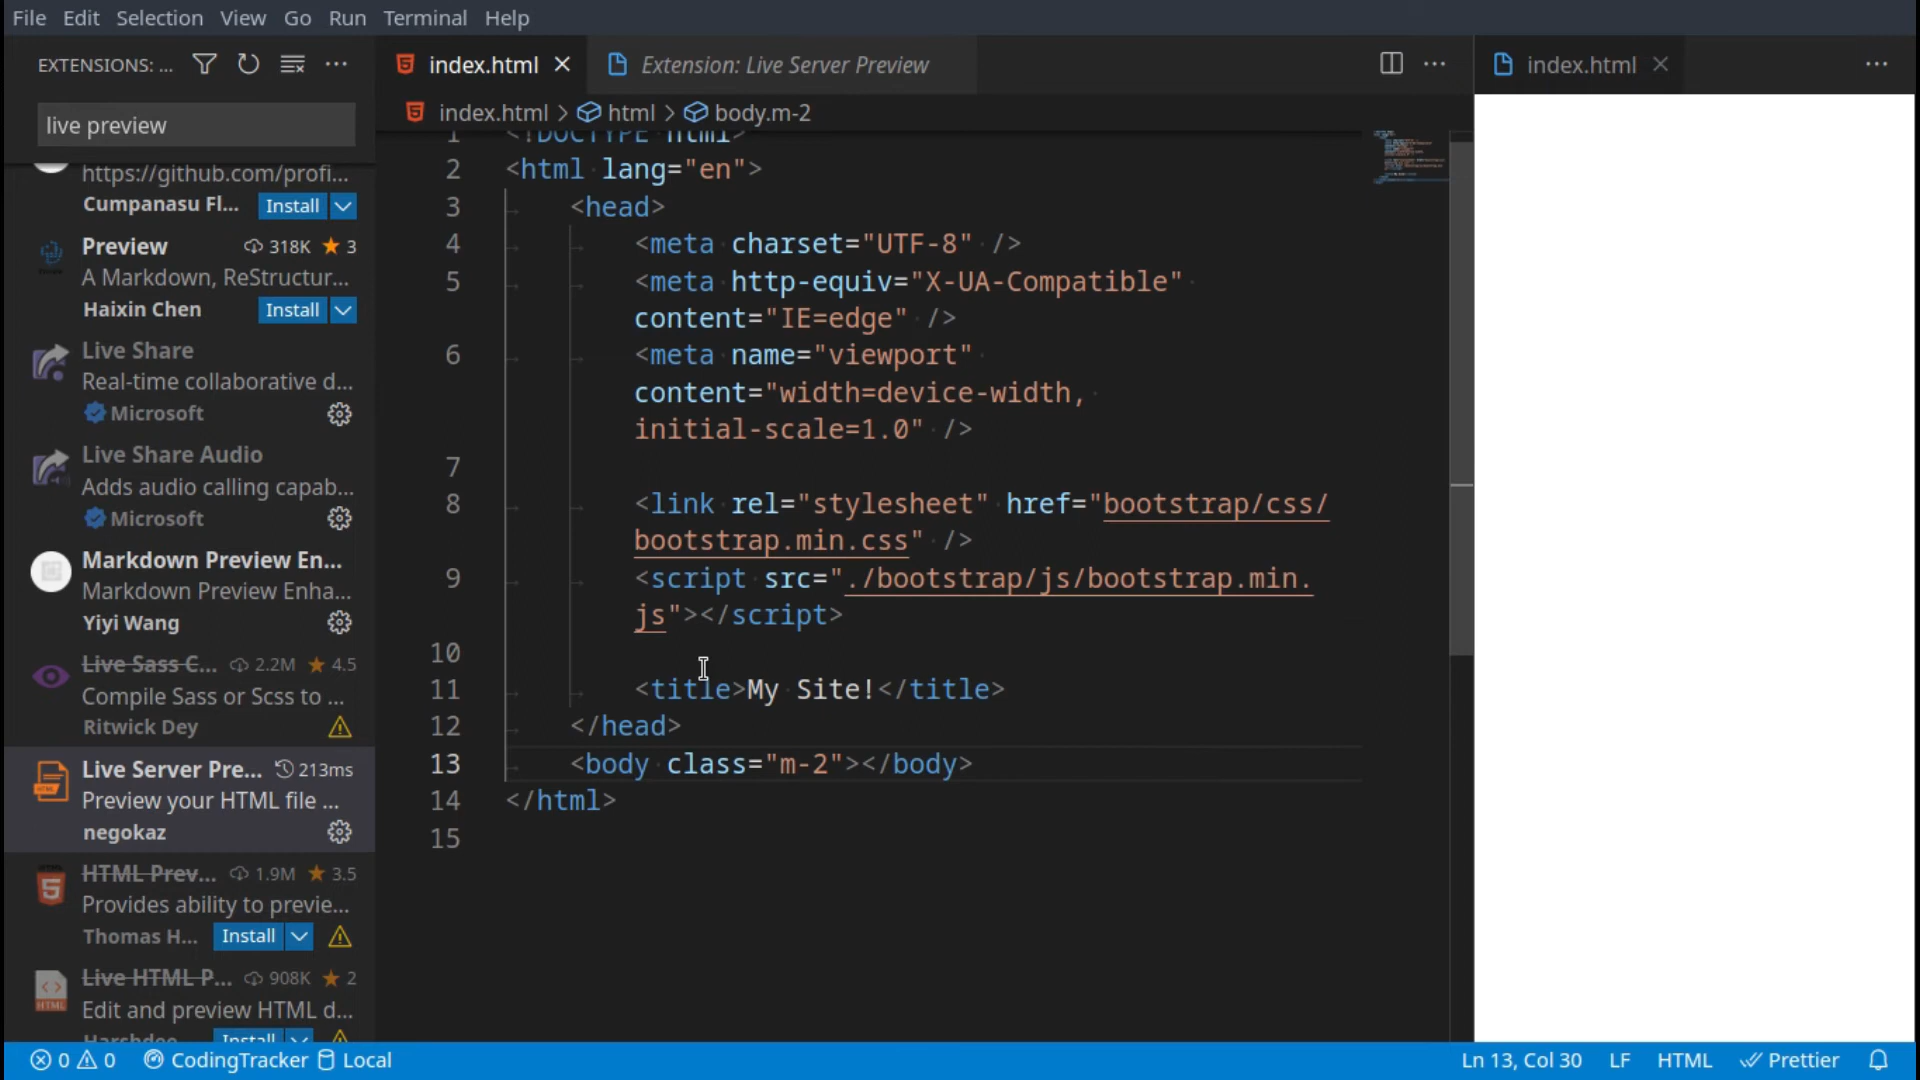 File Edit Selection View Go Run Terminal Help
EXTENSIONS: ...
live preview
https://github.com/profi...
Cumpanasu Fl... Install
Preview 318K 3
A Markdown, ReStructur...
Haixin Chen Install
Live Share
Real-time collaborative d...
Microsoft
Live Share Audio
Adds audio calling capab...
Microsoft
Markdown Preview En...
Markdown Preview Enha...
Yiyi Wang
Live Sass C... 2.2M 4.5
Compile Sass or Scss to ...
Ritwick Dey
Live Server Pre... 213ms
Preview your HTML file ...
negokaz
HTML Prev... 1.9M 3.5
Provides ability to previe...
Thomas H... Install
Live HTML P... 908K 2
Edit and preview HTML d...
Harshdee... Install
index.html Extension: Live Server Preview
index.html > html > body.m-2
1 <!DOCTYPE html>
2 <html lang="en">
3 <head>
4 <meta charset="UTF-8" />
5 <meta http-equiv="X-UA-Compatible"
content="IE=edge" />
6 <meta name="viewport"
content="width=device-width,
initial-scale=1.0" />
7
8 <link rel="stylesheet" href="bootstrap/css/
bootstrap.min.css" />
9 <script src="./bootstrap/js/bootstrap.min.
js"></script>
10
11 <title>My Site!</title>
12 </head>
13 <body class="m-2"></body>
14 </html>
15
index.html
0 0 CodingTracker Local
Ln 13, Col 30 LF HTML Prettier